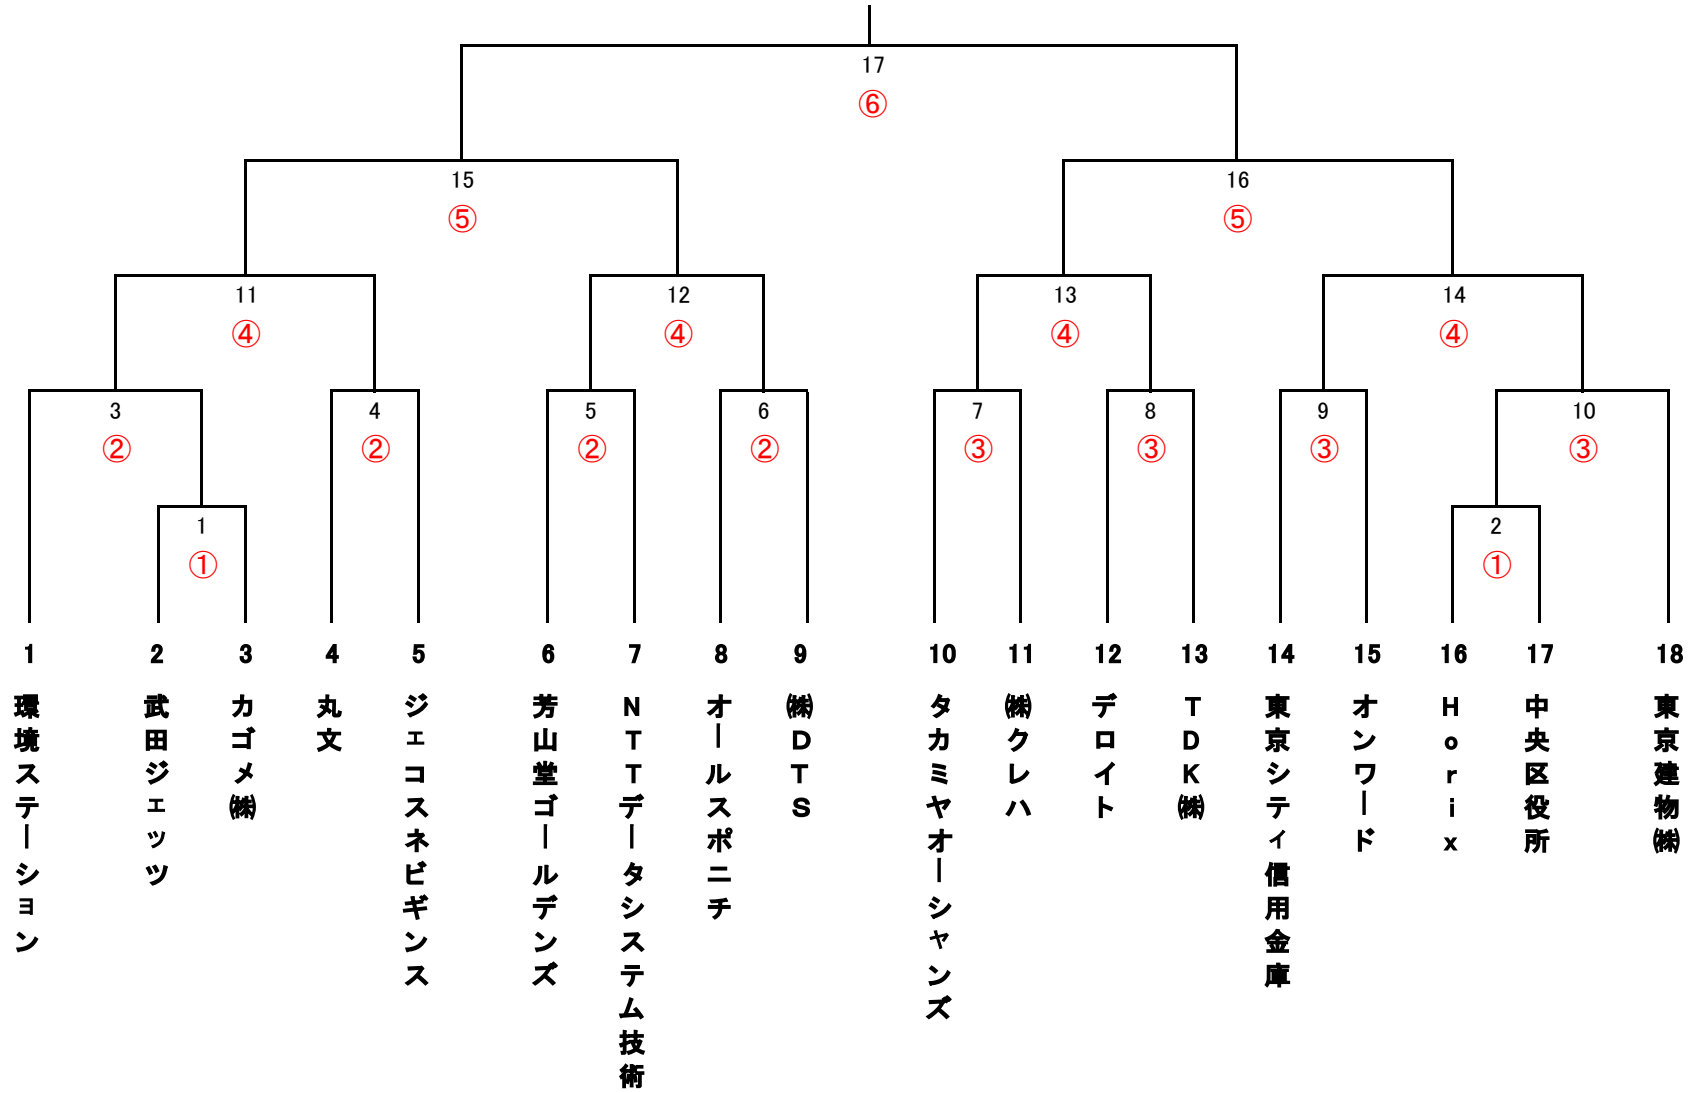 17
⑥
15
16
⑤
⑤
11
12
13
14
④
④
④
④
3
4
5
6
7
8
9
10
②
②
②
②
③
③
③
③
1
2
①
①
1
2
3
4
5
6
7
8
9
10
11
12
13
14
15
16
17
18
環境ステーション
武田ジェッツ
カゴメ㈱
丸文
ジェコスネビギンス
芳山堂ゴールデンズ
NTTデータシステム技術
オールスポニチ
㈱DTS
タカミヤオーシャンズ
㈱クレハ
デロイト
TDK㈱
東京シティ信用金庫
オンワード
Horix
中央区役所
東京建物㈱